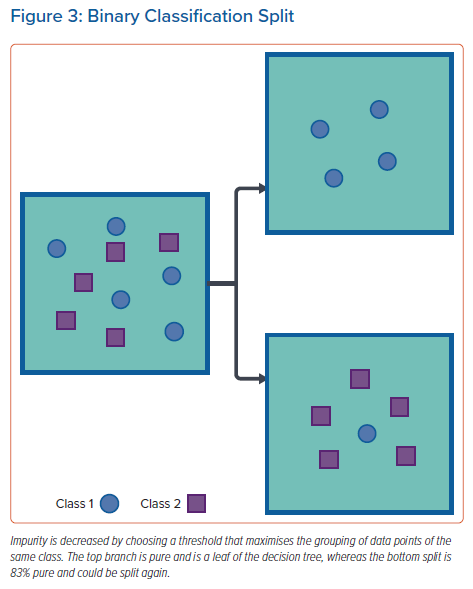 Figure 3: Binary Classification Split
Class 1 Class 2
Impurity is decreased by choosing a threshold that maximises the grouping of data points of the
same class. The top branch is pure and is a leaf of the decision tree, whereas the bottom split is
83% pure and could be split again.